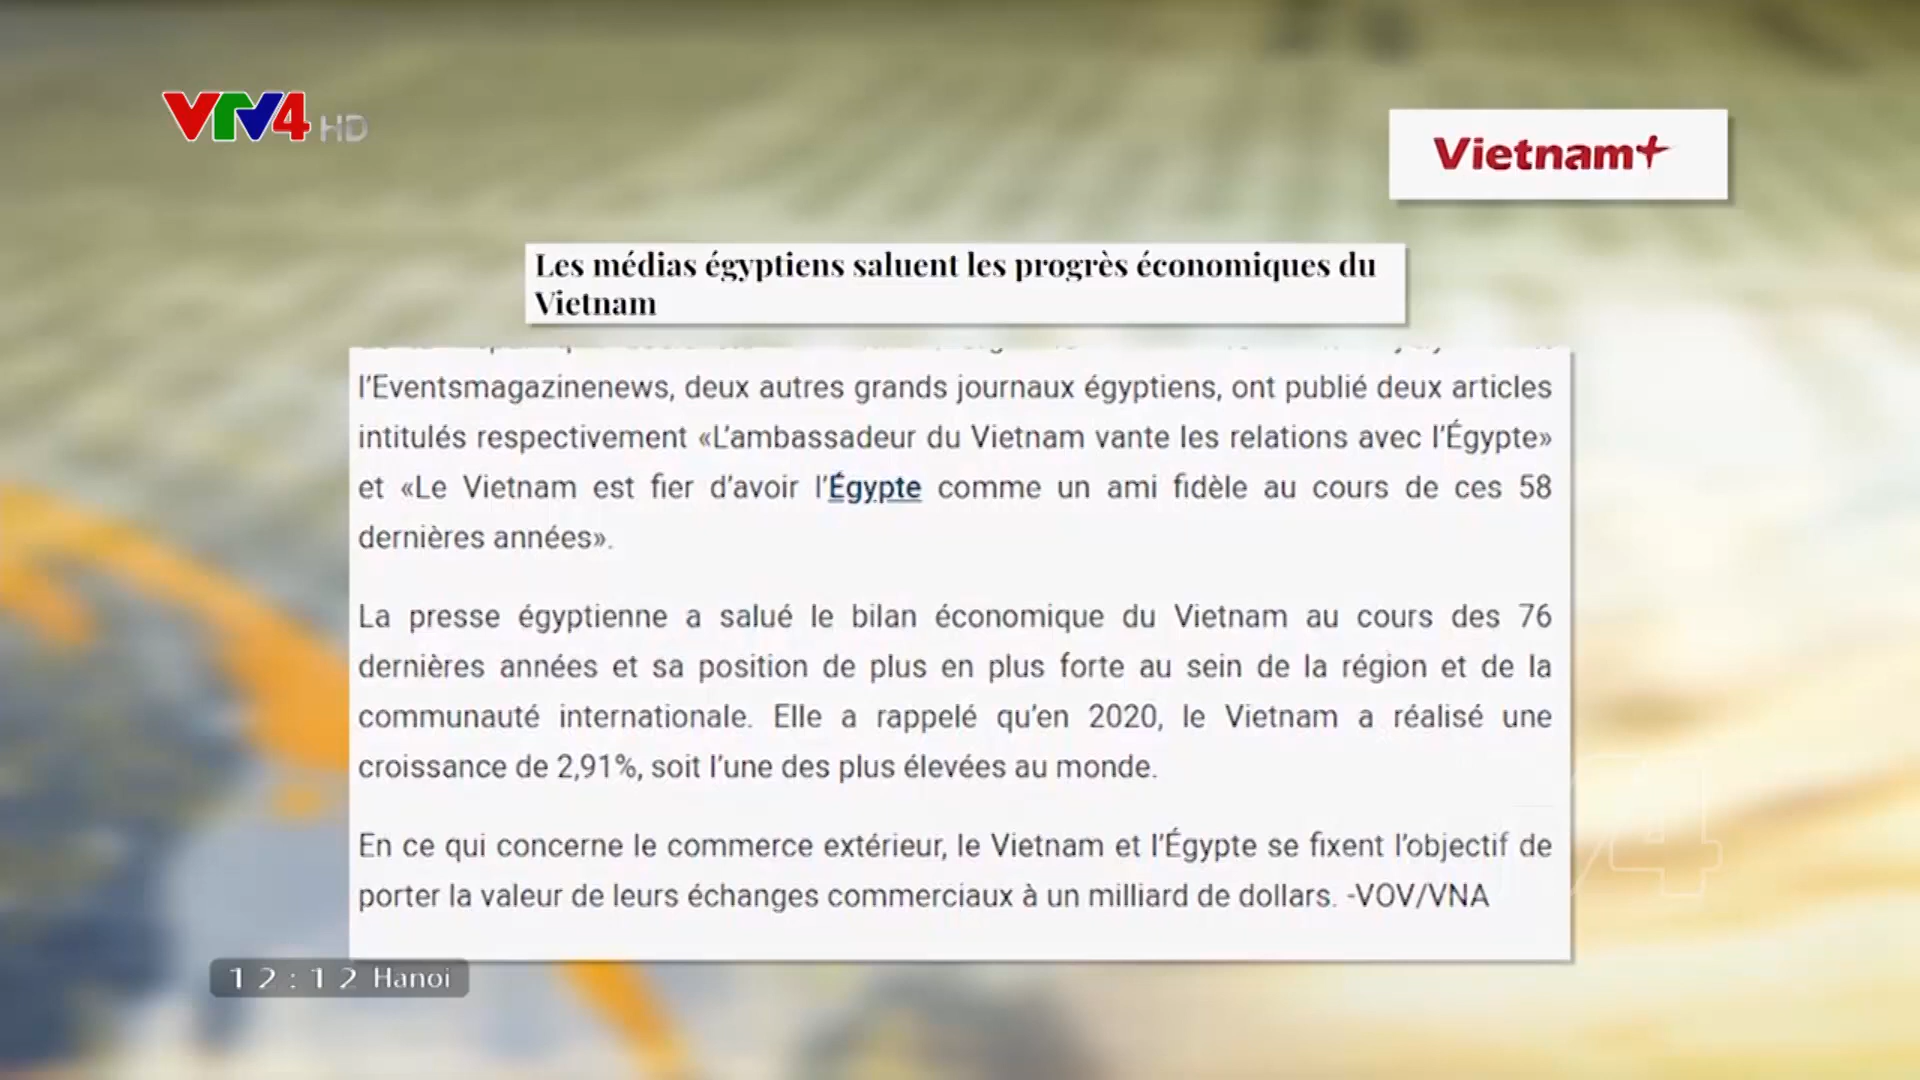 VTV4 HD
Vietnam+
Les médias égyptiens saluent les progrès économiques du
Vietnam
l’Eventsmagazinenews, deux autres grands journaux égyptiens, ont publié deux articles
intitulés respectivement «L’ambassadeur du Vietnam vante les relations avec l’Égypte»
et «Le Vietnam est fier d’avoir l’Égypte comme un ami fidèle au cours de ces 58
dernières années».
La presse égyptienne a salué le bilan économique du Vietnam au cours des 76
dernières années et sa position de plus en plus forte au sein de la région et de la
communauté internationale. Elle a rappelé qu’en 2020, le Vietnam a réalisé une
croissance de 2,91%, soit l’une des plus élevées au monde.
En ce qui concerne le commerce extérieur, le Vietnam et l’Égypte se fixent l’objectif de
porter la valeur de leurs échanges commerciaux à un milliard de dollars. -VOV/VNA
12:12 Hanoi